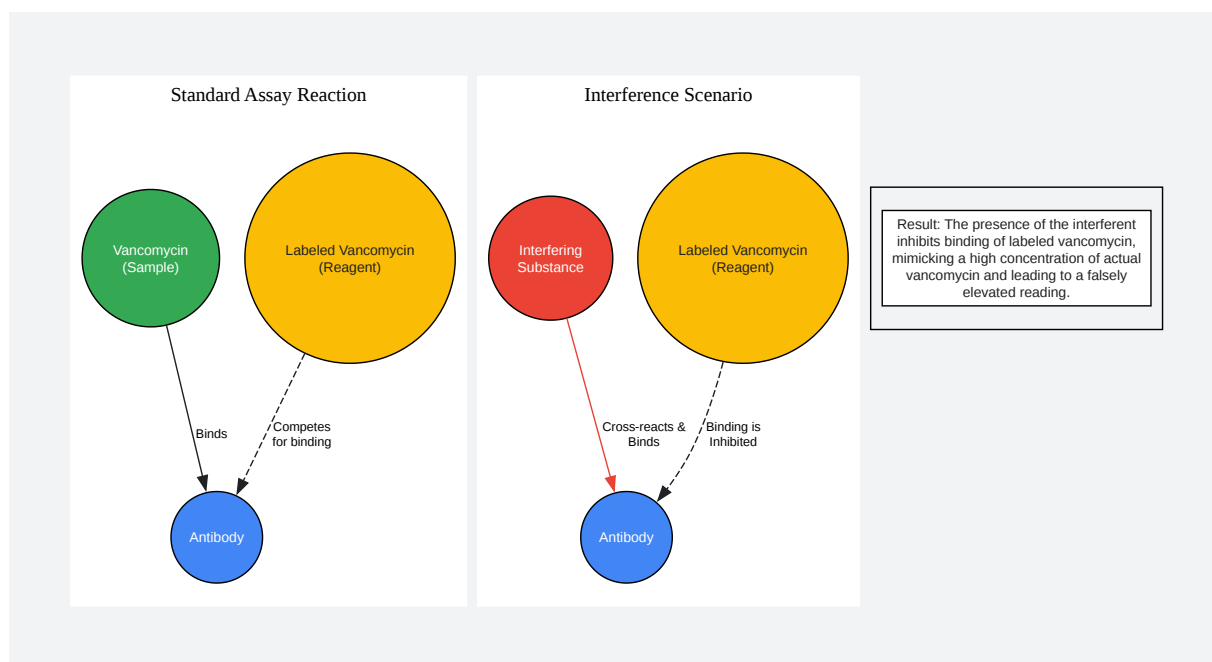 Standard Assay Reaction
Vancomycin
(Sample)
Labeled Vancomycin
(Reagent)
Binds
Competes
for binding
Antibody
Interference Scenario
Interfering
Substance
Labeled Vancomycin
(Reagent)
Cross-reacts &
Binds
Binding is
Inhibited
Antibody
Result: The presence of the interferent
inhibits binding of labeled vancomycin,
mimicking a high concentration of actual
vancomycin and leading to a falsely
elevated reading.